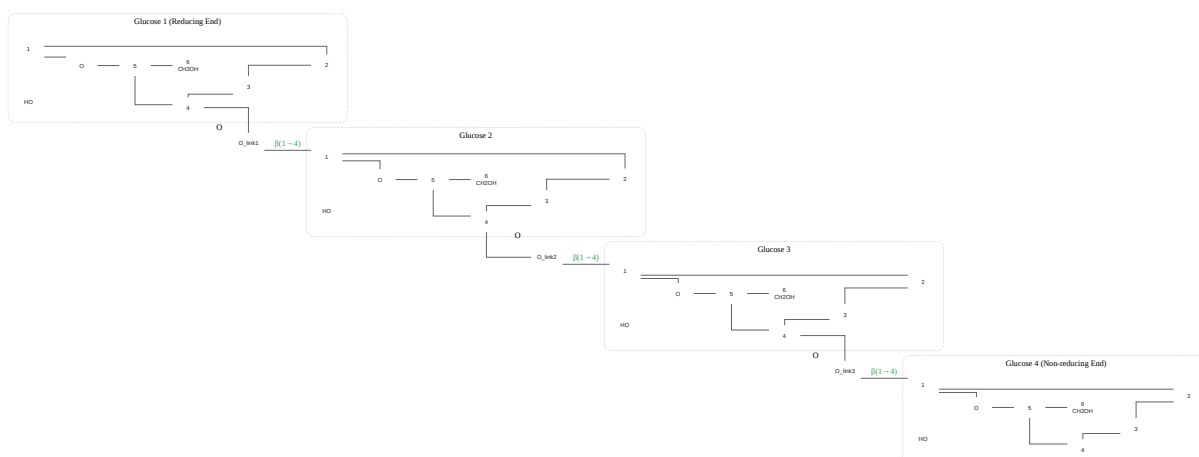 Glucose 1 (Reducing End)
1
O
5
6
CH2OH
2
3
4
HO
O
O_link1
β(1→4)
Glucose 2
1
O
5
6
CH2OH
2
3
4
HO
O
O_link2
β(1→4)
Glucose 3
1
O
5
6
CH2OH
2
3
4
HO
O
O_link3
β(1→4)
Glucose 4 (Non-reducing End)
1
O
5
6
CH2OH
2
3
4
HO